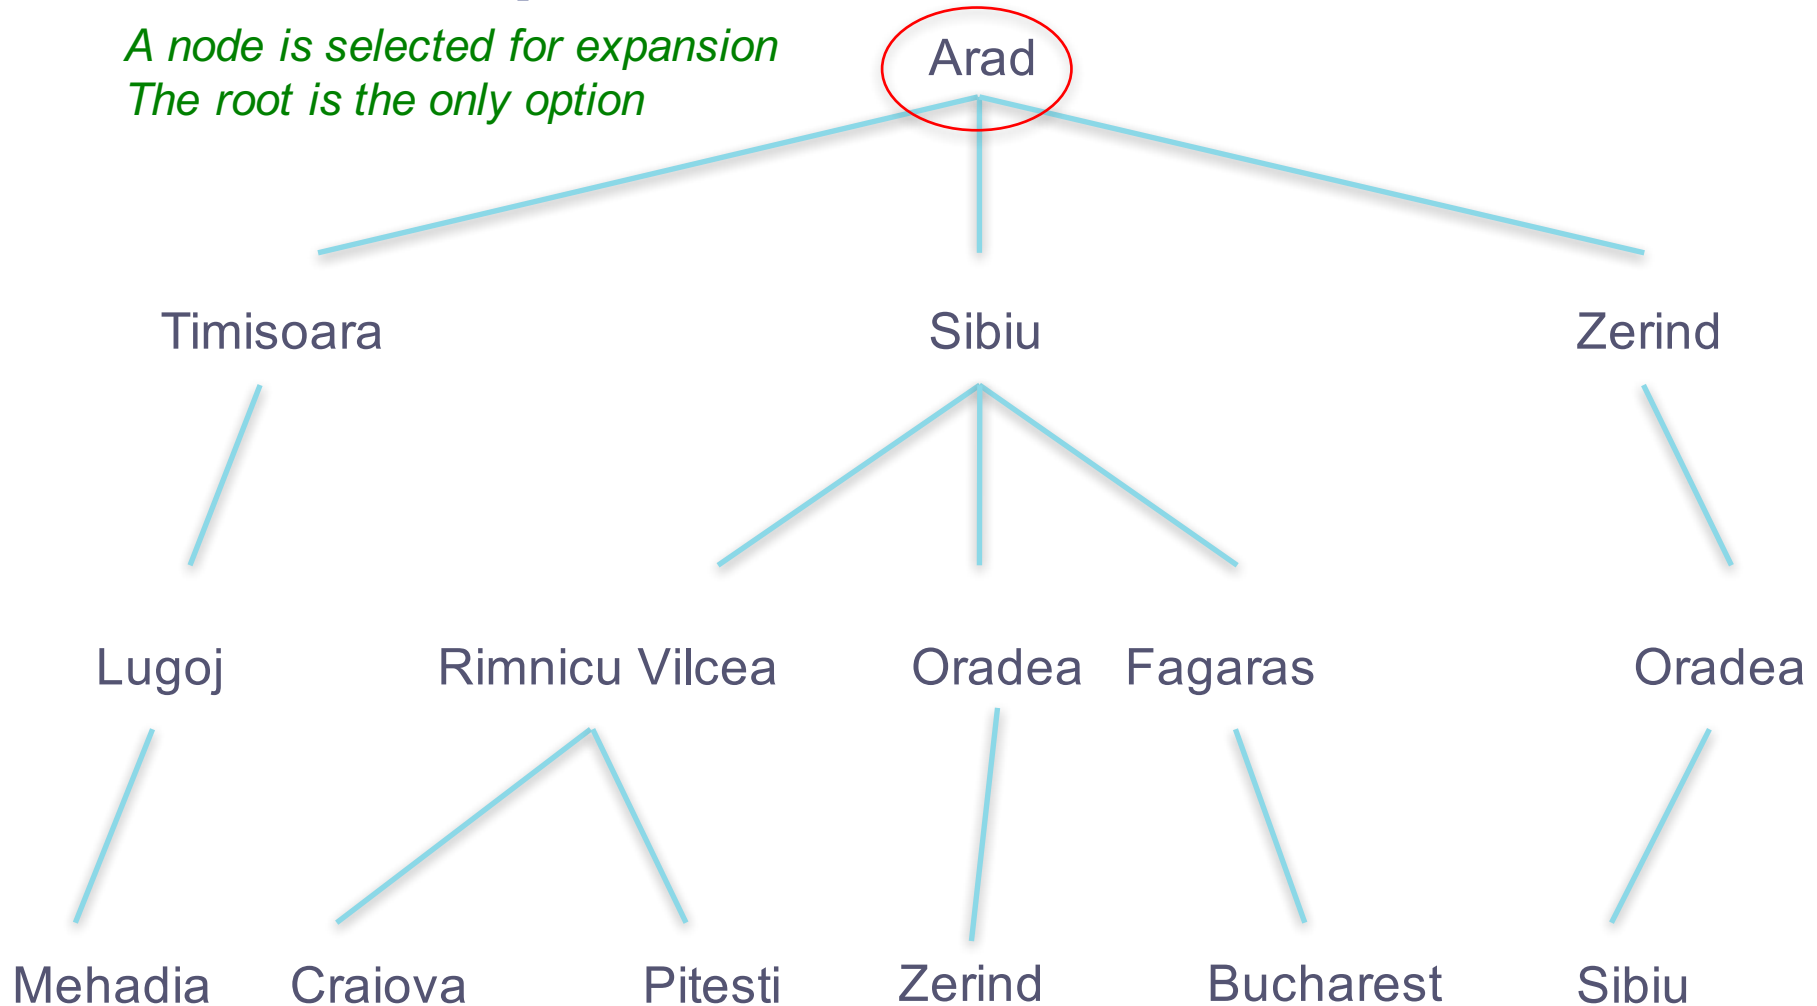 A node is selected for expansion
The root is the only option
Arad
Timisoara Sibiu Zerind
Lugoj Rimnicu Vilcea Oradea Fagaras Oradea
Mehadia Craiova Pitesti Zerind Bucharest Sibiu